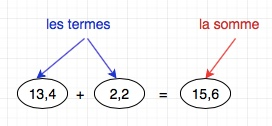 les termes la somme
13,4 + 2,2 = 15,6